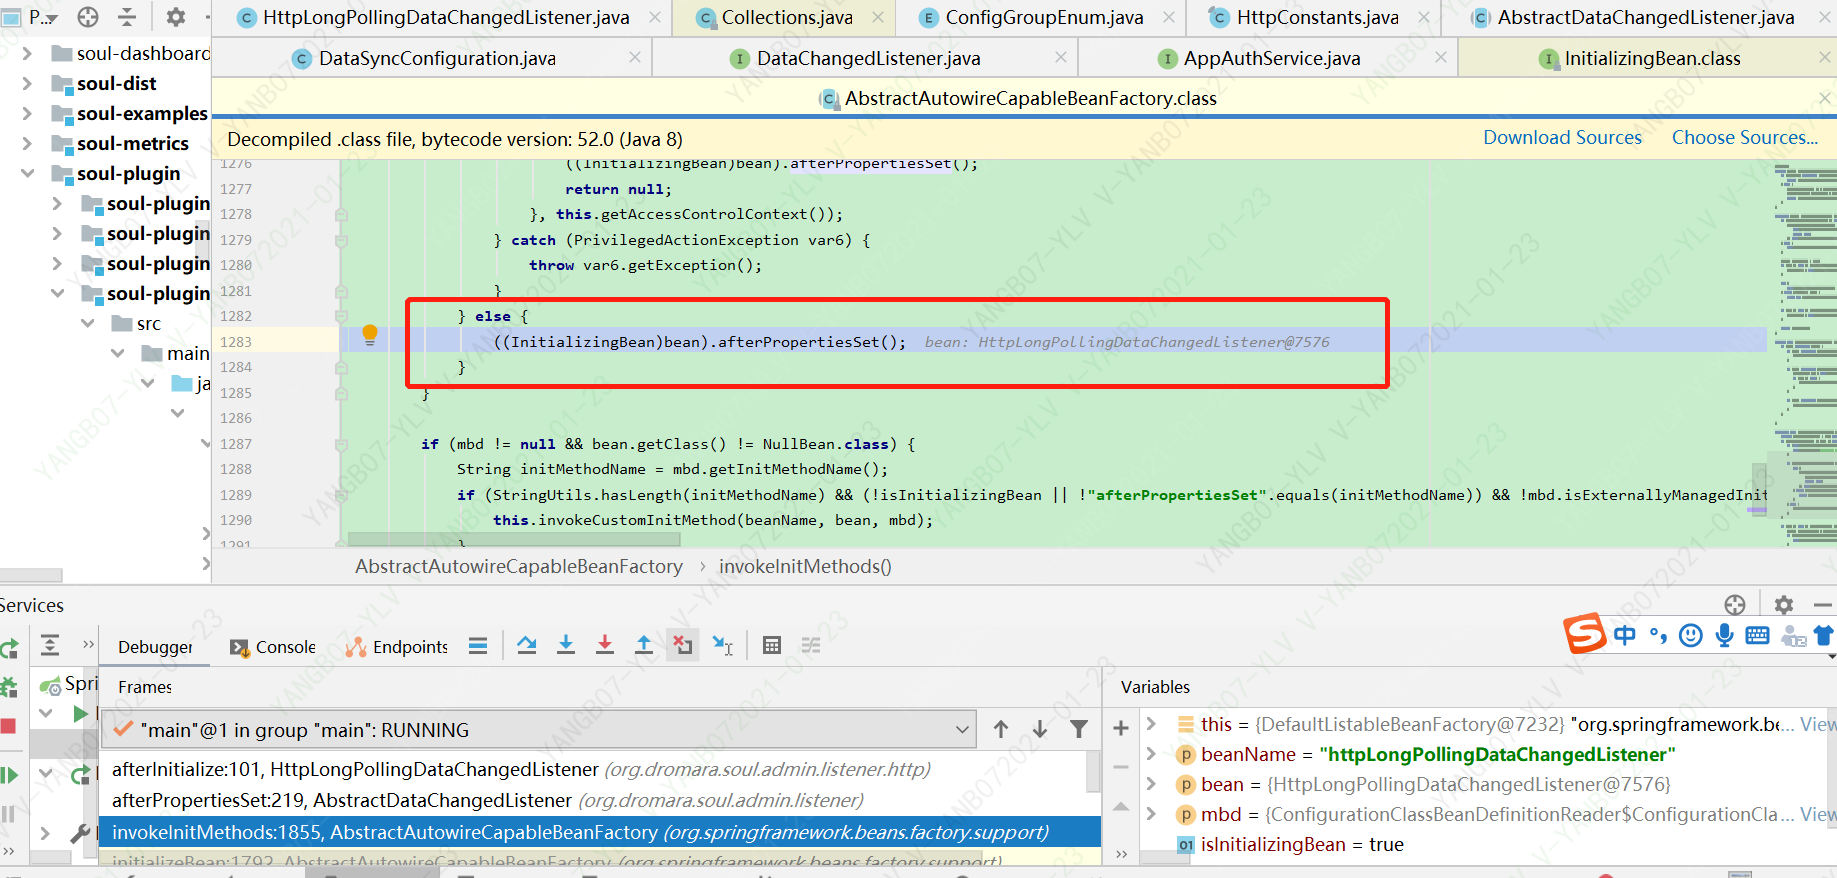 P...
HttpLongPollingDataChangedListener.java
Collections.java
ConfigGroupEnum.java
HttpConstants.java
AbstractDataChangedListener.java
DataSyncConfiguration.java
DataChangedListener.java
AppAuthService.java
InitializingBean.class
AbstractAutowireCapableBeanFactory.class
Decompiled .class file, bytecode version: 52.0 (Java 8)
Download Sources
Choose Sources...
soul-dashboard
soul-dist
soul-examples
soul-metrics
soul-plugin
soul-plugin
soul-plugin
soul-plugin
soul-plugin
src
main
ja
1276 ((InitializingBean)bean).afterPropertiesSet();
1277 return null;
1278 }, this.getAccessControlContext());
1279 } catch (PrivilegedActionException var6) {
1280 throw var6.getException();
1281 }
1282 } else {
1283 ((InitializingBean)bean).afterPropertiesSet(); bean: HttpLongPollingDataChangedListener@7576
1284 }
1285 }
1286
1287 if (mbd != null && bean.getClass() != NullBean.class) {
1288 String initMethodName = mbd.getInitMethodName();
1289 if (StringUtils.hasLength(initMethodName) && (!isInitializingBean || !"afterPropertiesSet".equals(initMethodName)) && !mbd.isExternallyManagedInit
1290 this.invokeCustomInitMethod(beanName, bean, mbd);
1291 }
AbstractAutowireCapableBeanFactory › invokeInitMethods()
Services
Debugger
Console
Endpoints
中
Spri
Frames
Variables
"main"@1 in group "main": RUNNING
afterInitialize:101, HttpLongPollingDataChangedListener (org.dromara.soul.admin.listener.http)
afterPropertiesSet:219, AbstractDataChangedListener (org.dromara.soul.admin.listener)
invokeInitMethods:1855, AbstractAutowireCapableBeanFactory (org.springframework.beans.factory.support)
initializeBean:1792, AbstractAutowireCapableBeanFactory (org.springframework.beans.factory.support)
this = {DefaultListableBeanFactory@7232} "org.springframework.be... View
beanName = "httpLongPollingDataChangedListener"
bean = {HttpLongPollingDataChangedListener@7576}
mbd = {ConfigurationClassBeanDefinitionReader$ConfigurationCla... View
isInitializingBean = true